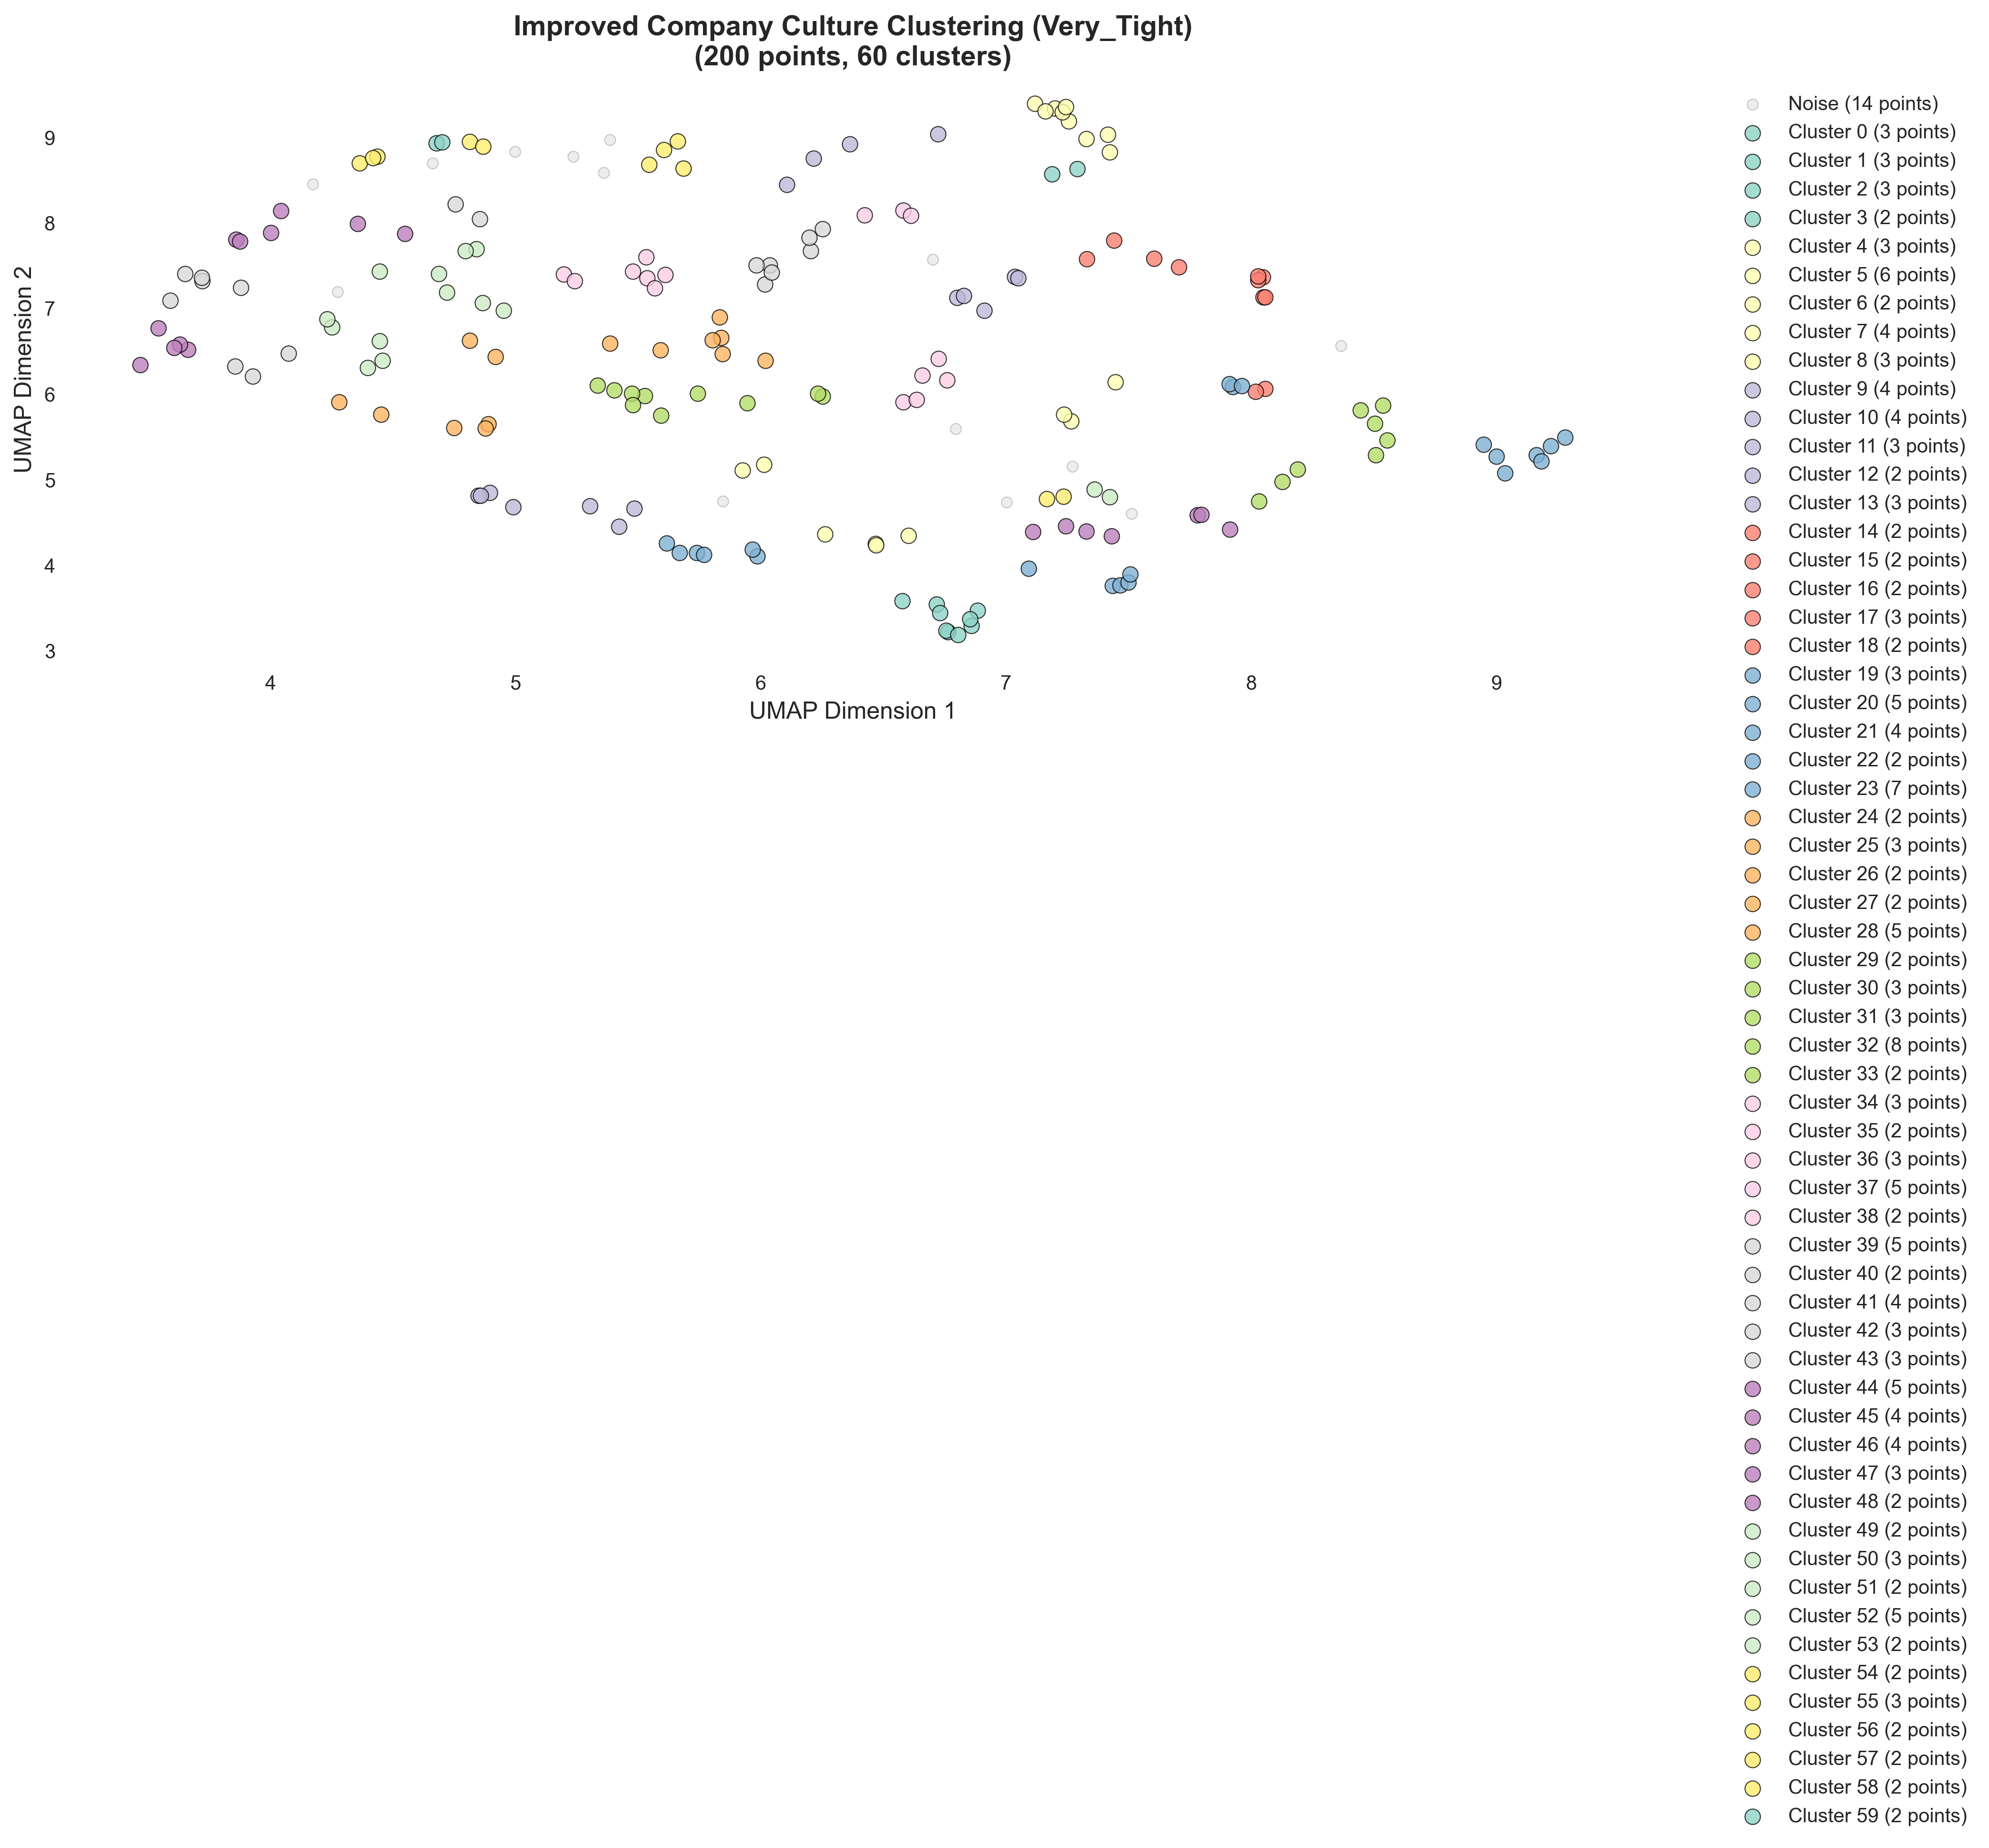 Improved Company Culture Clustering (Very_Tight)
(200 points, 60 clusters)
UMAP Dimension 2
9
8
7
6
5
4
3
4
5
6
7
8
9
UMAP Dimension 1
Noise (14 points)
Cluster 0 (3 points)
Cluster 1 (3 points)
Cluster 2 (3 points)
Cluster 3 (2 points)
Cluster 4 (3 points)
Cluster 5 (6 points)
Cluster 6 (2 points)
Cluster 7 (4 points)
Cluster 8 (3 points)
Cluster 9 (4 points)
Cluster 10 (4 points)
Cluster 11 (3 points)
Cluster 12 (2 points)
Cluster 13 (3 points)
Cluster 14 (2 points)
Cluster 15 (2 points)
Cluster 16 (2 points)
Cluster 17 (3 points)
Cluster 18 (2 points)
Cluster 19 (3 points)
Cluster 20 (5 points)
Cluster 21 (4 points)
Cluster 22 (2 points)
Cluster 23 (7 points)
Cluster 24 (2 points)
Cluster 25 (3 points)
Cluster 26 (2 points)
Cluster 27 (2 points)
Cluster 28 (5 points)
Cluster 29 (2 points)
Cluster 30 (3 points)
Cluster 31 (3 points)
Cluster 32 (8 points)
Cluster 33 (2 points)
Cluster 34 (3 points)
Cluster 35 (2 points)
Cluster 36 (3 points)
Cluster 37 (5 points)
Cluster 38 (2 points)
Cluster 39 (5 points)
Cluster 40 (2 points)
Cluster 41 (4 points)
Cluster 42 (3 points)
Cluster 43 (3 points)
Cluster 44 (5 points)
Cluster 45 (4 points)
Cluster 46 (4 points)
Cluster 47 (3 points)
Cluster 48 (2 points)
Cluster 49 (2 points)
Cluster 50 (3 points)
Cluster 51 (2 points)
Cluster 52 (5 points)
Cluster 53 (2 points)
Cluster 54 (2 points)
Cluster 55 (3 points)
Cluster 56 (2 points)
Cluster 57 (2 points)
Cluster 58 (2 points)
Cluster 59 (2 points)